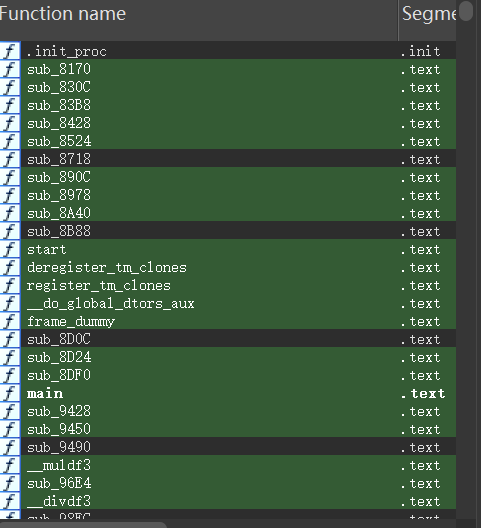 Function name Segme
.init_proc .init
sub_8170 .text
sub_830C .text
sub_83B8 .text
sub_8428 .text
sub_8524 .text
sub_8718 .text
sub_890C .text
sub_8978 .text
sub_8A40 .text
sub_8B88 .text
start .text
deregister_tm_clones .text
register_tm_clones .text
__do_global_dtors_aux .text
frame_dummy .text
sub_8D0C .text
sub_8D24 .text
sub_8DF0 .text
main .text
sub_9428 .text
sub_9450 .text
sub_9490 .text
__muldf3 .text
sub_96E4 .text
__divdf3 .text
.text